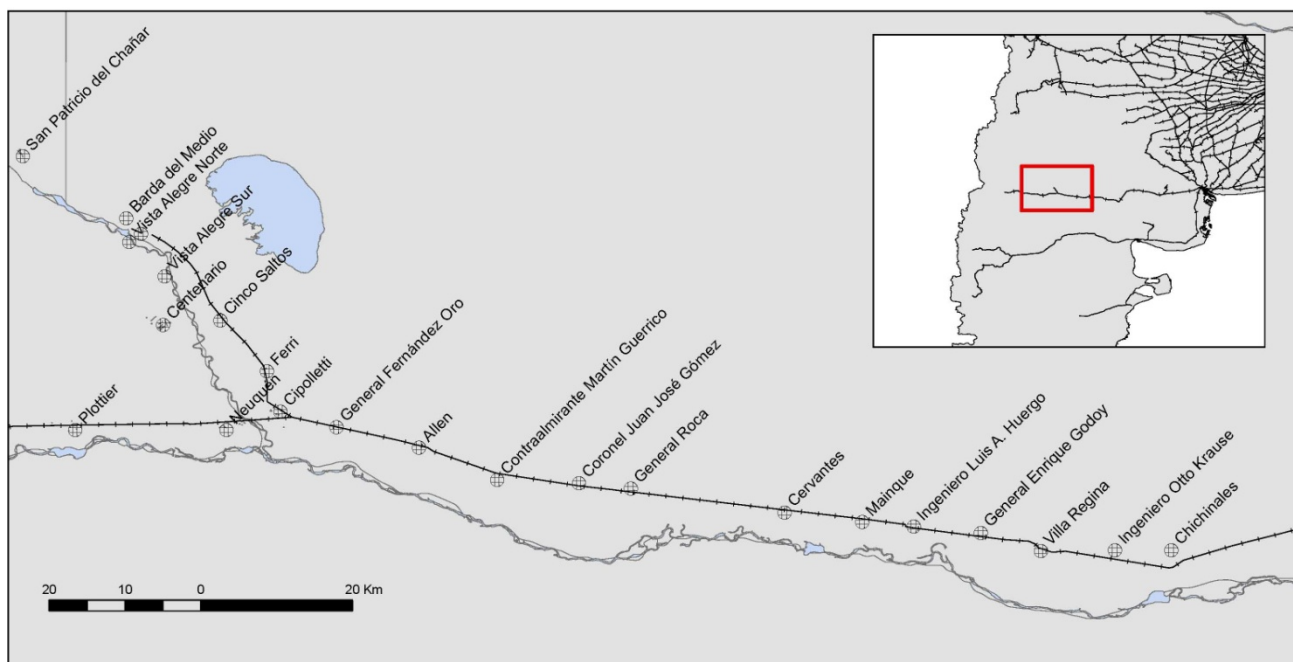 San Patricio del Chañar
Barda del Medio
Vista Alegre Norte
Vista Alegre Sur
Centenario
Cinco Saltos
Ferri
Cipolletti
Neuquén
Plottier
General Fernández Oro
Allen
Contraalmirante Martín Guerrico
Coronel Juan José Gómez
General Roca
Cervantes
Mainque
Ingeniero Luis A. Huergo
General Enrique Godoy
Villa Regina
Ingeniero Otto Krause
Chichinales
20 10 0 20 Km